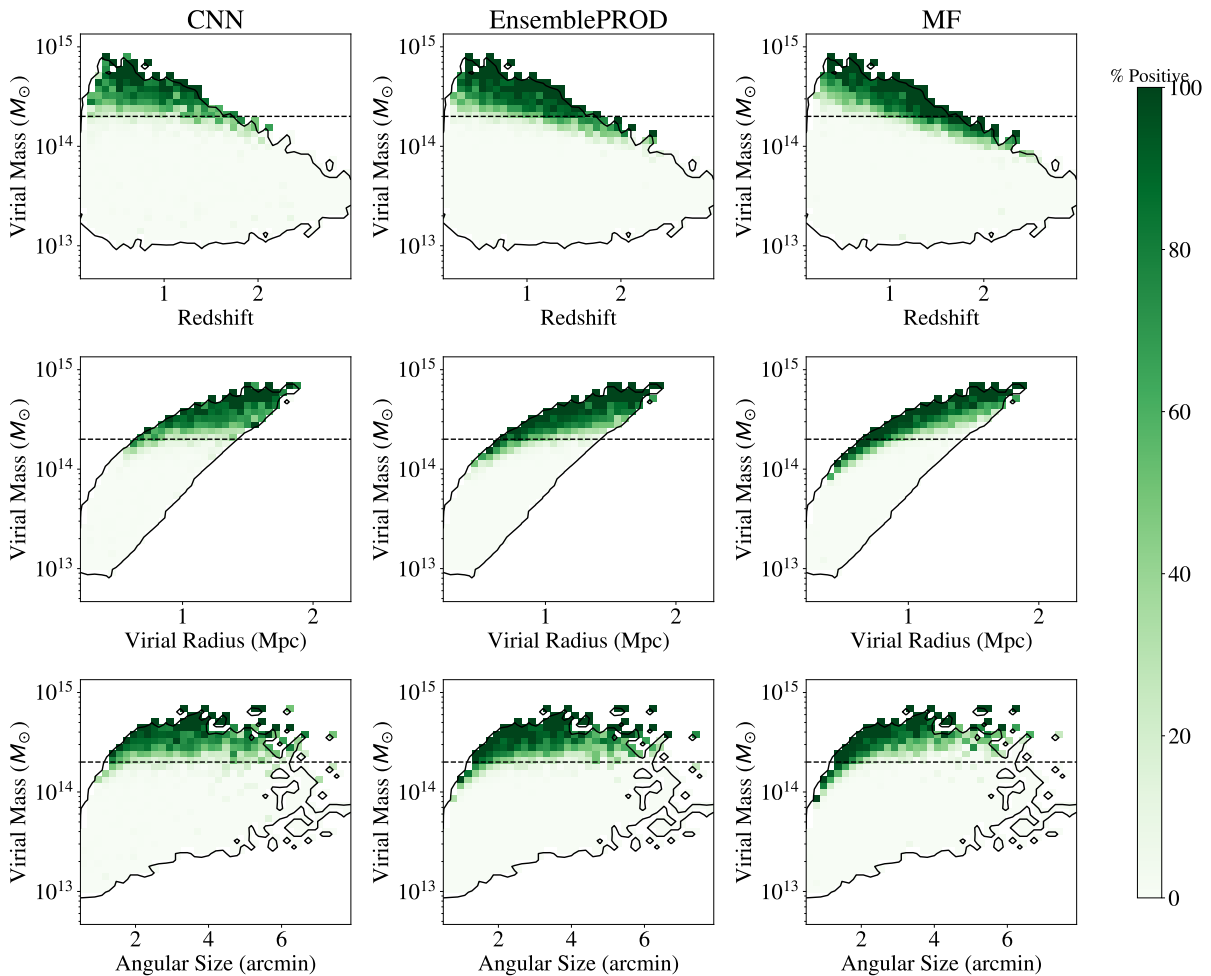 CNN
EnsemblePROD
MF
% Positive
Virial Mass (M⊙)
10¹⁵
10¹⁴
10¹³
1 2
Redshift
Virial Mass (M⊙)
10¹⁵
10¹⁴
10¹³
1 2
Redshift
Virial Mass (M⊙)
10¹⁵
10¹⁴
10¹³
1 2
Redshift
Virial Mass (M⊙)
10¹⁵
10¹⁴
10¹³
1 2
Virial Radius (Mpc)
Virial Mass (M⊙)
10¹⁵
10¹⁴
10¹³
1 2
Virial Radius (Mpc)
Virial Mass (M⊙)
10¹⁵
10¹⁴
10¹³
1 2
Virial Radius (Mpc)
Virial Mass (M⊙)
10¹⁵
10¹⁴
10¹³
2 4 6
Angular Size (arcmin)
Virial Mass (M⊙)
10¹⁵
10¹⁴
10¹³
2 4 6
Angular Size (arcmin)
Virial Mass (M⊙)
10¹⁵
10¹⁴
10¹³
2 4 6
Angular Size (arcmin)
100
80
60
40
20
0